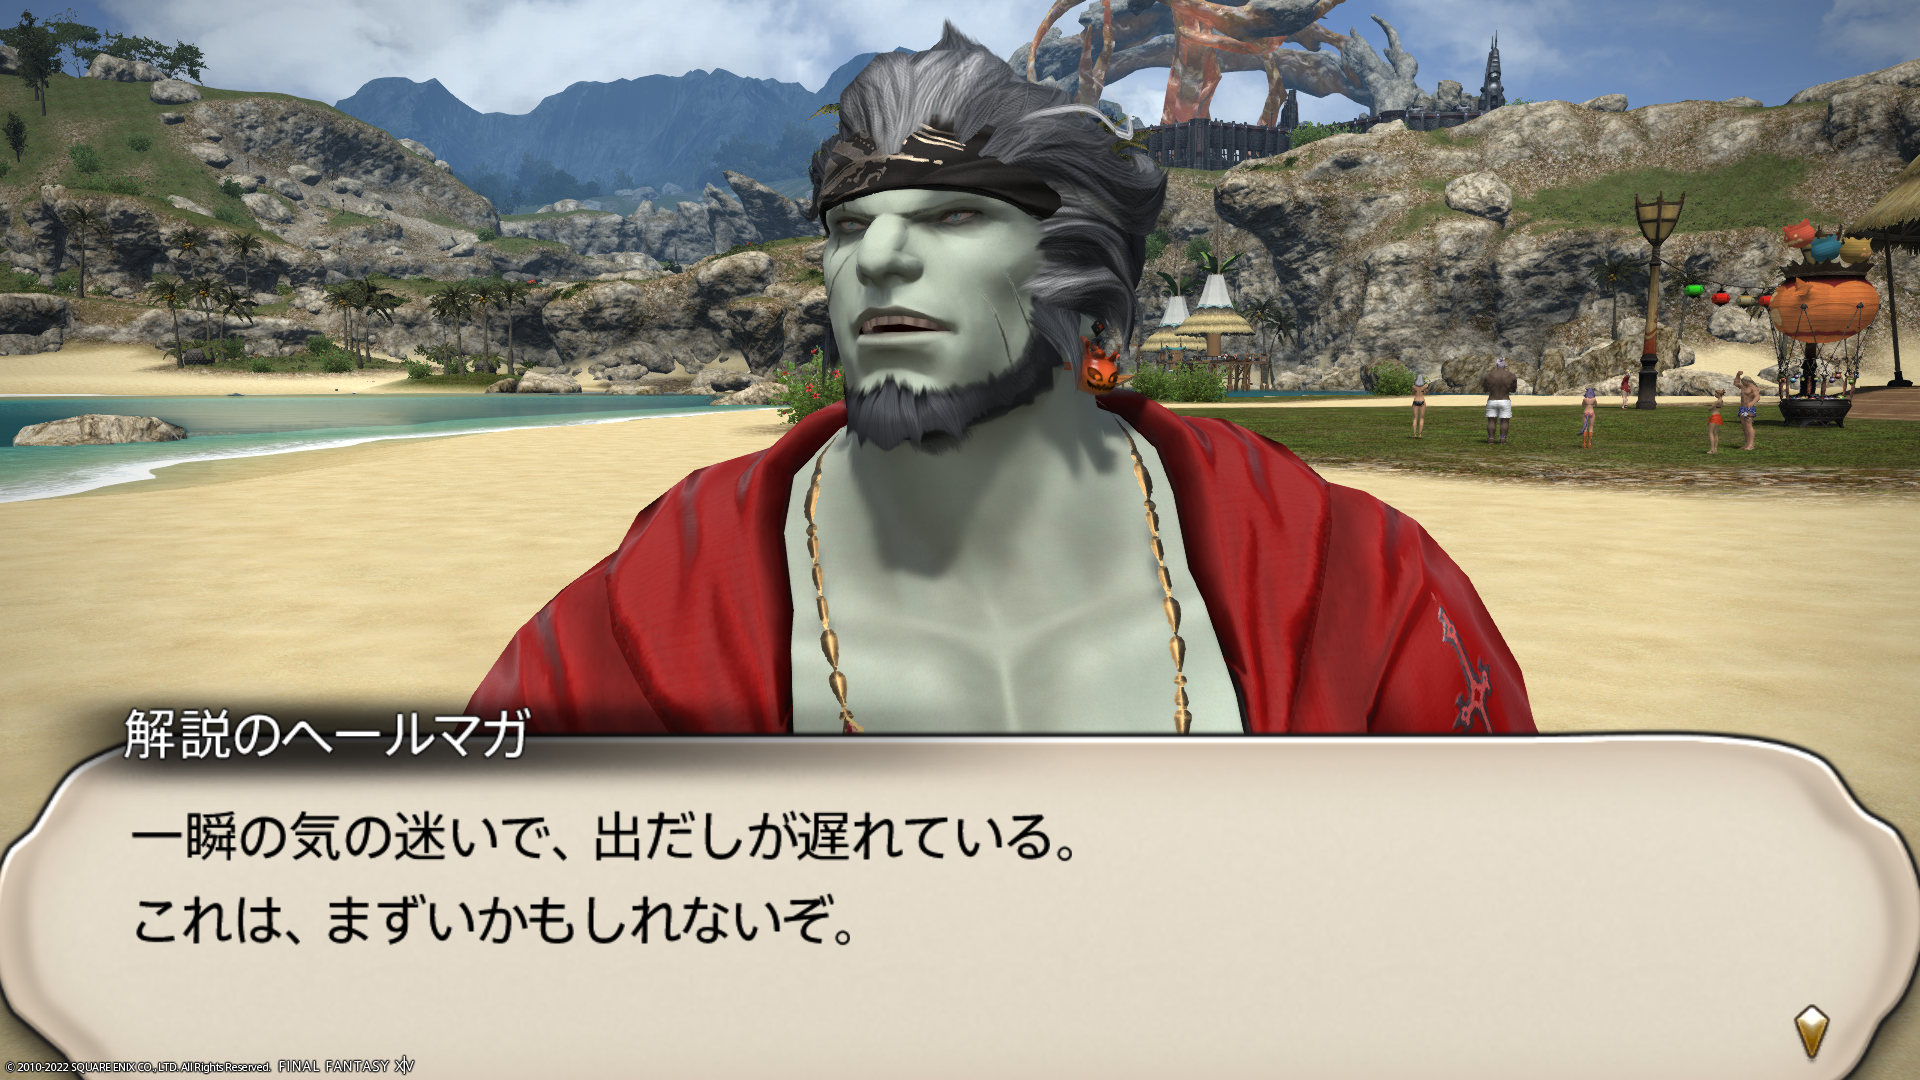 解説のヘールマガ
一瞬の気の迷いで、出だしが遅れている。
これは、まずいかもしれないぞ。
© 2010-2022 SQUARE ENIX CO., LTD. All Rights Reserved. FINAL FANTASY XIV